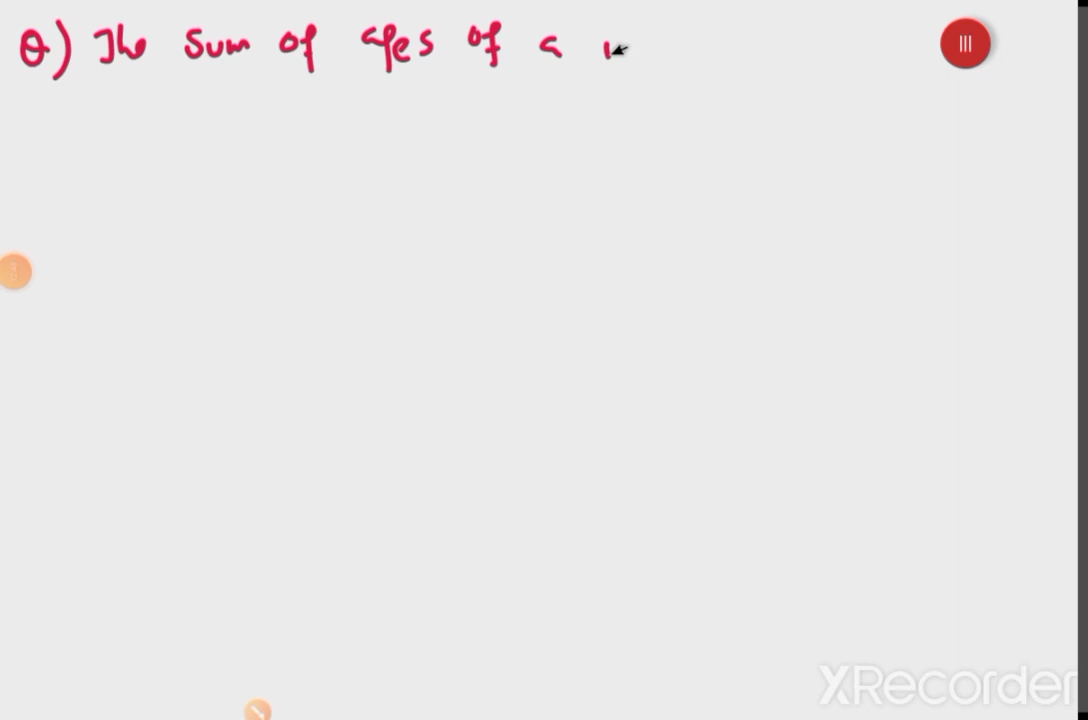 Q) The Sum of ages of a
XRecorder